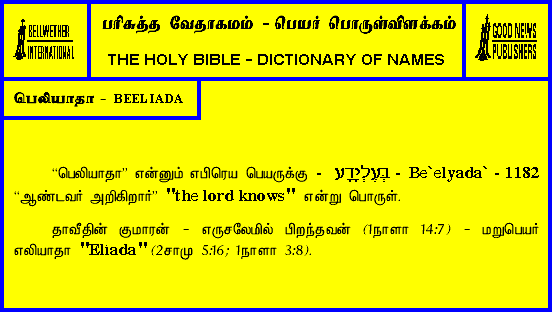 BELLWETHER
INTERNATIONAL
பரிசுத்த வேதாகமம் - பெயர் பொருள்விளக்கம்
THE HOLY BIBLE - DICTIONARY OF NAMES
GOOD NEWS
PUBLISHERS
பெலியாதா - BEELIADA
“பெலியாதா” என்னும் எபிரெய பெயருக்கு - בְּעֶלְיָדָע - Be`elyada` - 1182
“ஆண்டவர் அறிகிறார்” "the lord knows" என்று பொருள்.
தாவீதின் குமாரன் - எருசலேமில் பிறந்தவன் (1நாளா 14:7) - மறுபெயர்
எலியாதா "Eliada" (2சாமு 5:16; 1நாளா 3:8).